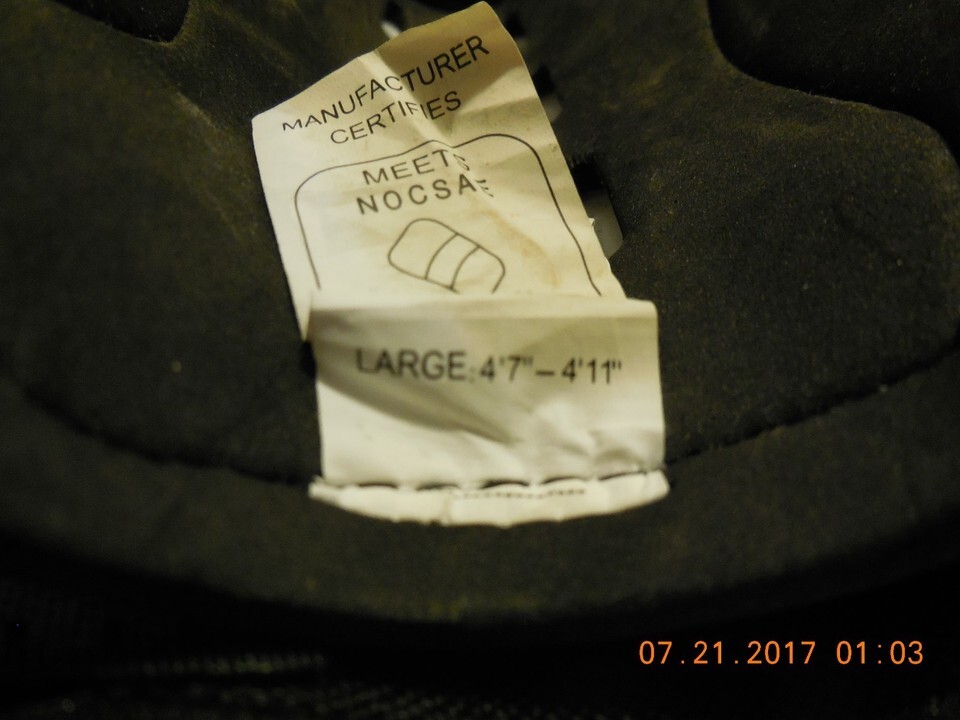 MANUFACTURER
CERTIFIES
MEETS
NOCSAE
LARGE: 4'7"–4'11"
07.21.2017 01:03